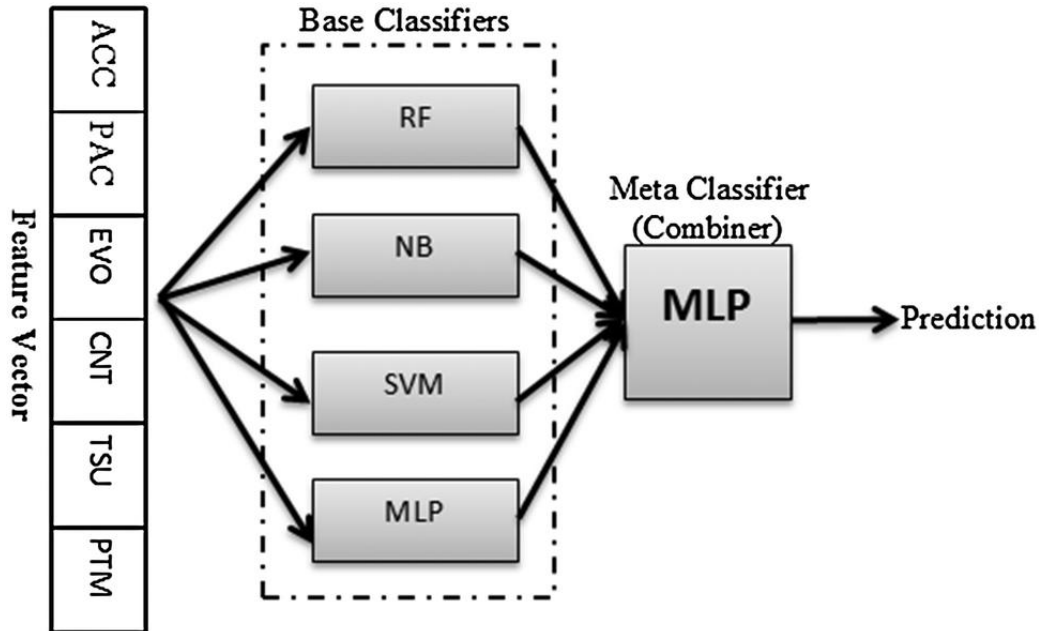 Feature Vector
ACC
PAC
EVO
CNT
TSU
PTM
Base Classifiers
RF
NB
SVM
MLP
Meta Classifier
(Combiner)
MLP
Prediction